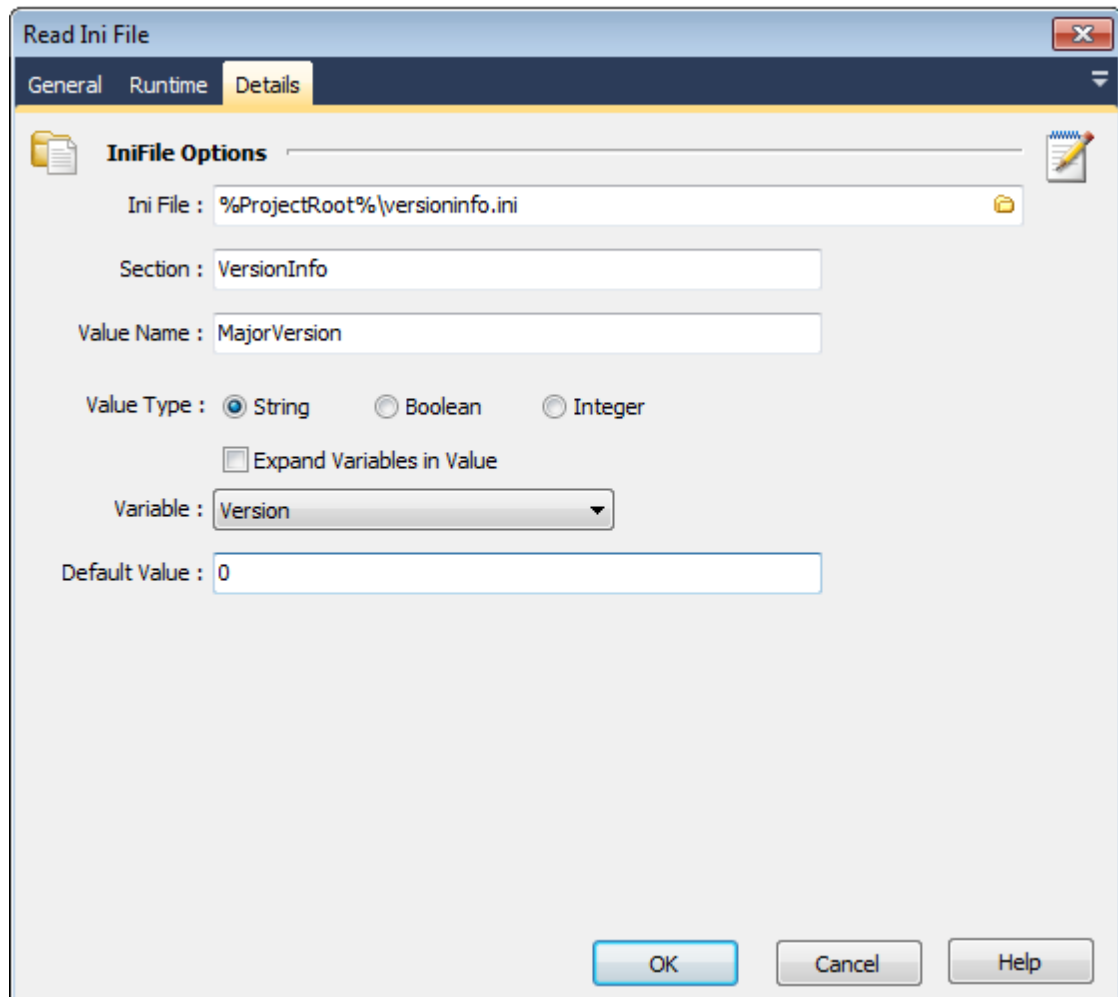 Read Ini File
General Runtime Details
IniFile Options
Ini File : %ProjectRoot%\versioninfo.ini
Section : VersionInfo
Value Name : MajorVersion
Value Type : String Boolean Integer
Expand Variables in Value
Variable : Version
Default Value : 0
OK Cancel Help